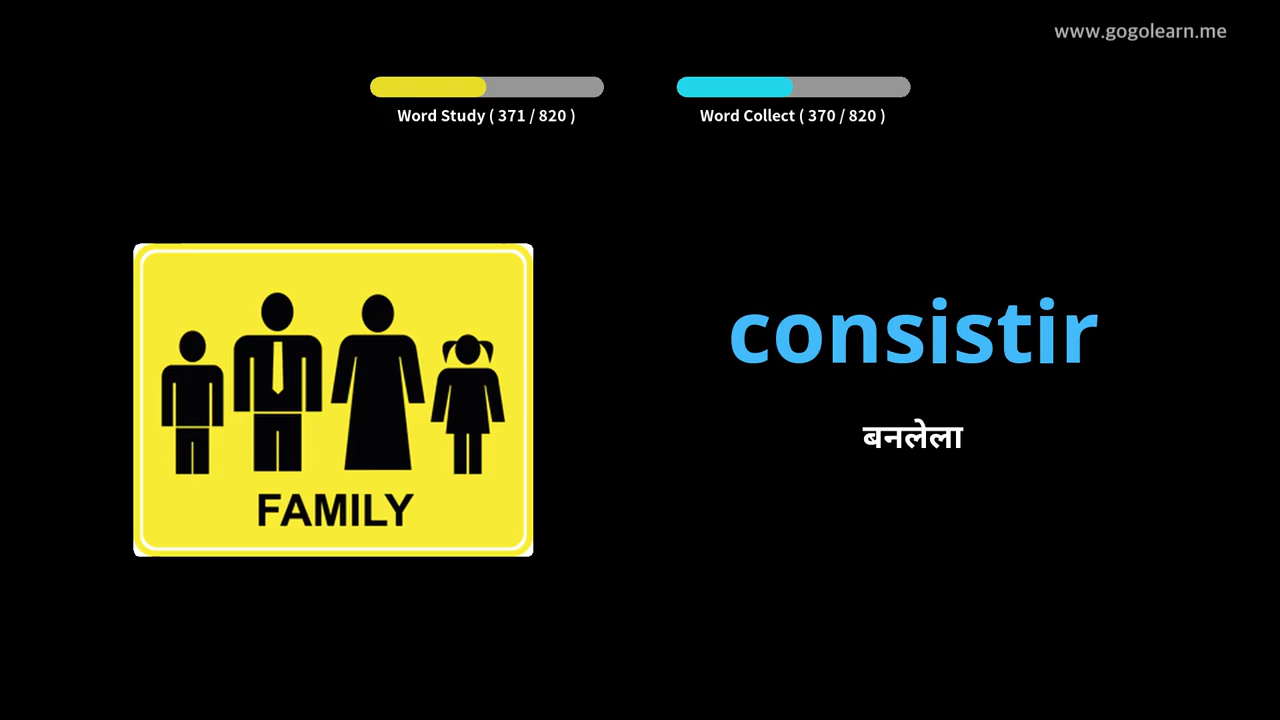 www.gogolearn.me
Word Study ( 371 / 820 )
Word Collect ( 370 / 820 )
FAMILY
consistir
बनलेला